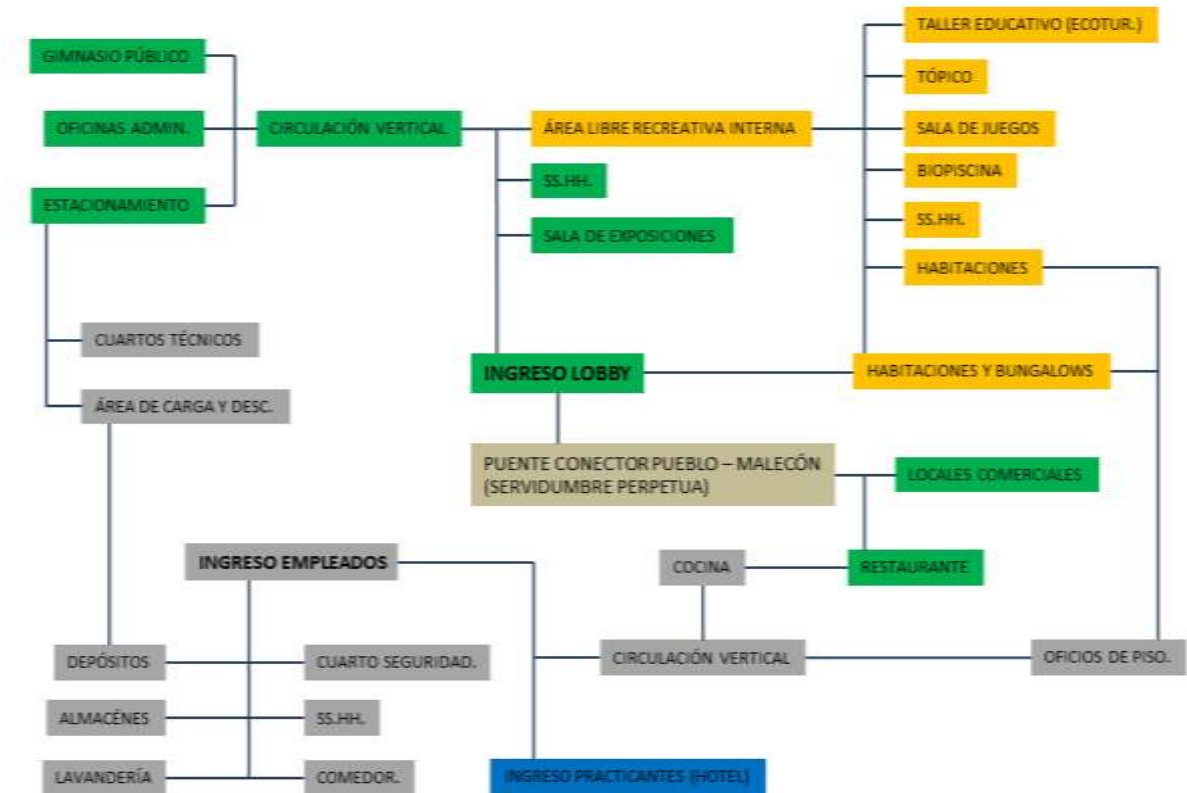 TALLER EDUCATIVO (ECOTUR.)
GIMNASIO PÚBLICO
TÓPICO
OFICINAS ADMIN.
CIRCULACIÓN VERTICAL
ÁREA LIBRE RECREATIVA INTERNA
SALA DE JUEGOS
SS.HH.
BIOPISCINA
ESTACIONAMIENTO
SS.HH.
SALA DE EXPOSICIONES
HABITACIONES
CUARTOS TÉCNICOS
INGRESO LOBBY
HABITACIONES Y BUNGALOWS
ÁREA DE CARGA Y DESC.
PUENTE CONECTOR PUEBLO – MALECÓN
(SERVIDUMBRE PERPETUA)
LOCALES COMERCIALES
INGRESO EMPLEADOS
COCINA
RESTAURANTE
DEPÓSITOS
CUARTO SEGURIDAD.
CIRCULACIÓN VERTICAL
OFICIOS DE PISO.
ALMACÉNES
SS.HH.
LAVANDERÍA
COMEDOR.
INGRESO PRACTICANTES (HOTEL)